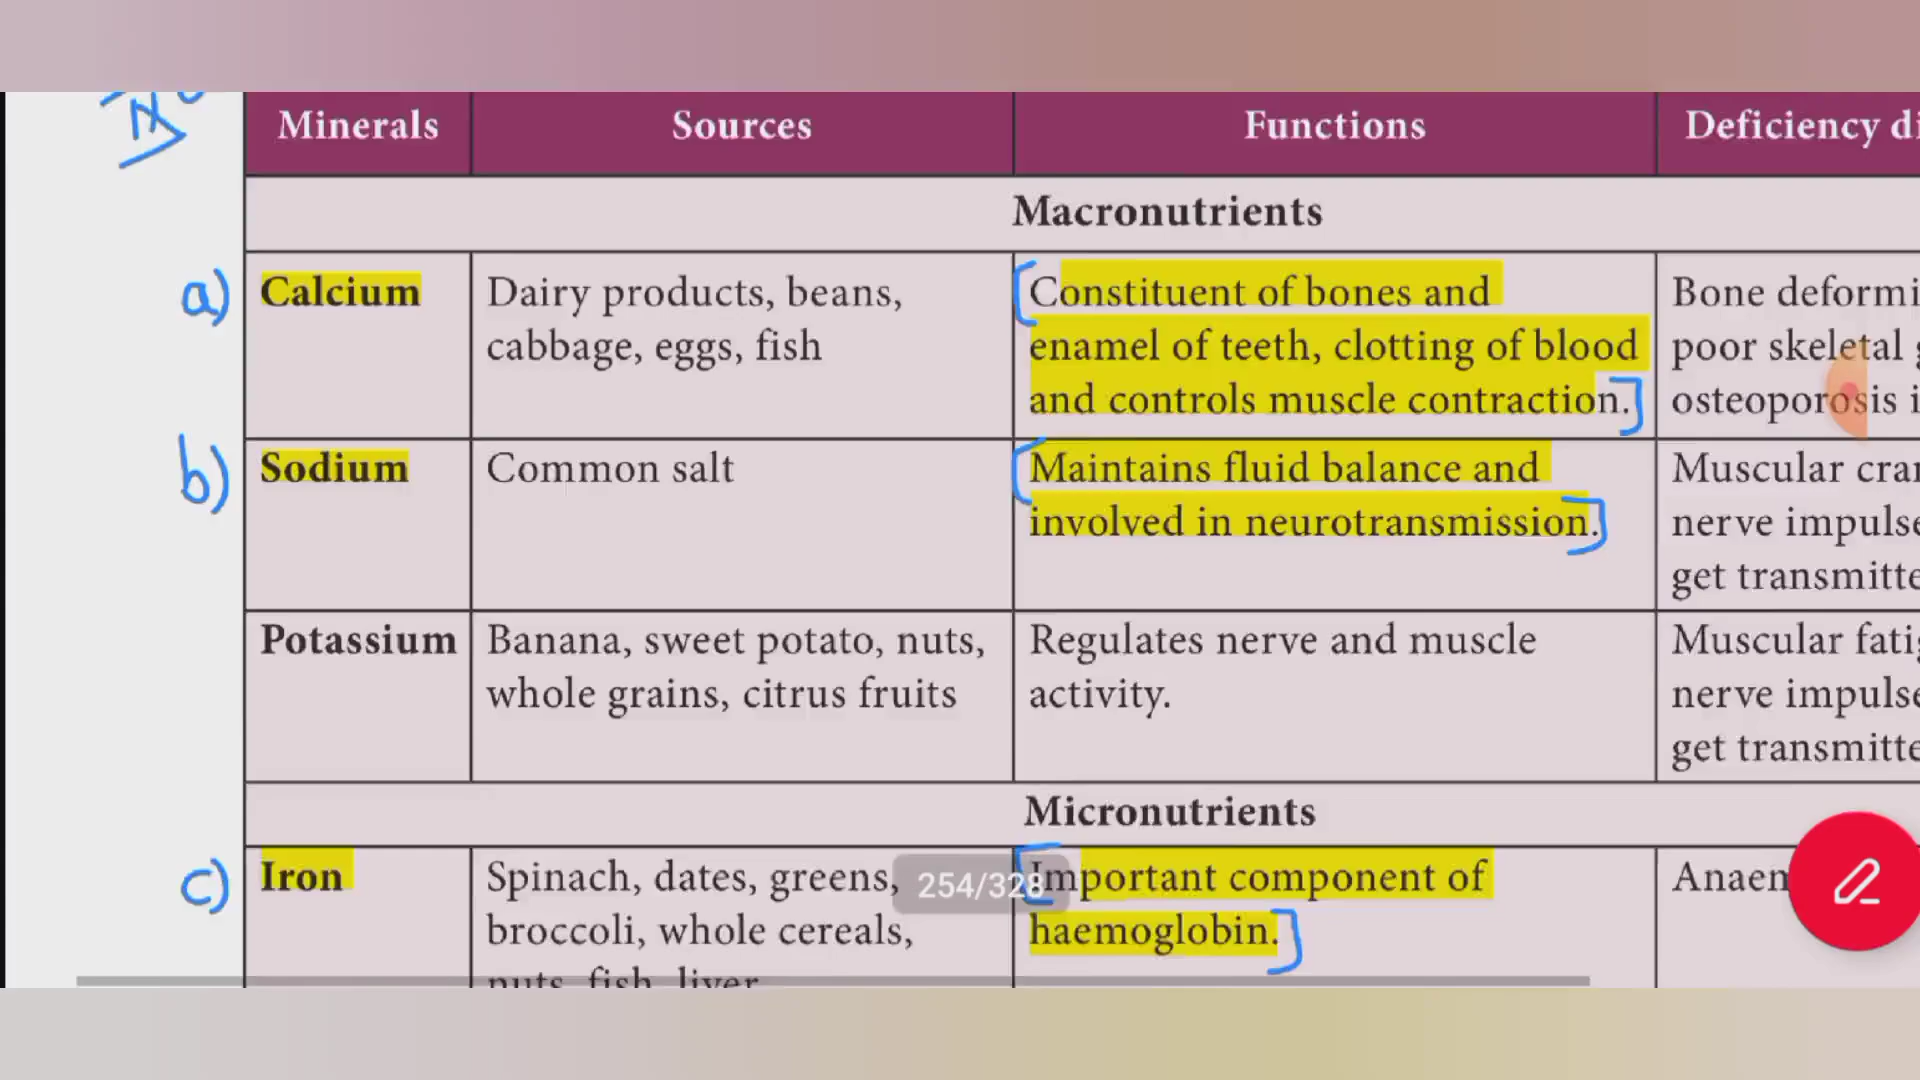 Minerals Sources Functions Deficiency di
Macronutrients
a) Calcium Dairy products, beans, Constituent of bones and Bone deformi
cabbage, eggs, fish enamel of teeth, clotting of blood poor skeletal
and controls muscle contraction. osteoporosis i
b) Sodium Common salt Maintains fluid balance and Muscular cra
involved in neurotransmission. nerve impulse
get transmitte
Potassium Banana, sweet potato, nuts, Regulates nerve and muscle Muscular fati
whole grains, citrus fruits activity. nerve impulse
get transmitte
Micronutrients
c) Iron Spinach, dates, greens, 254/328 Important component of Anaem
broccoli, whole cereals, haemoglobin.
nuts, fish, liver